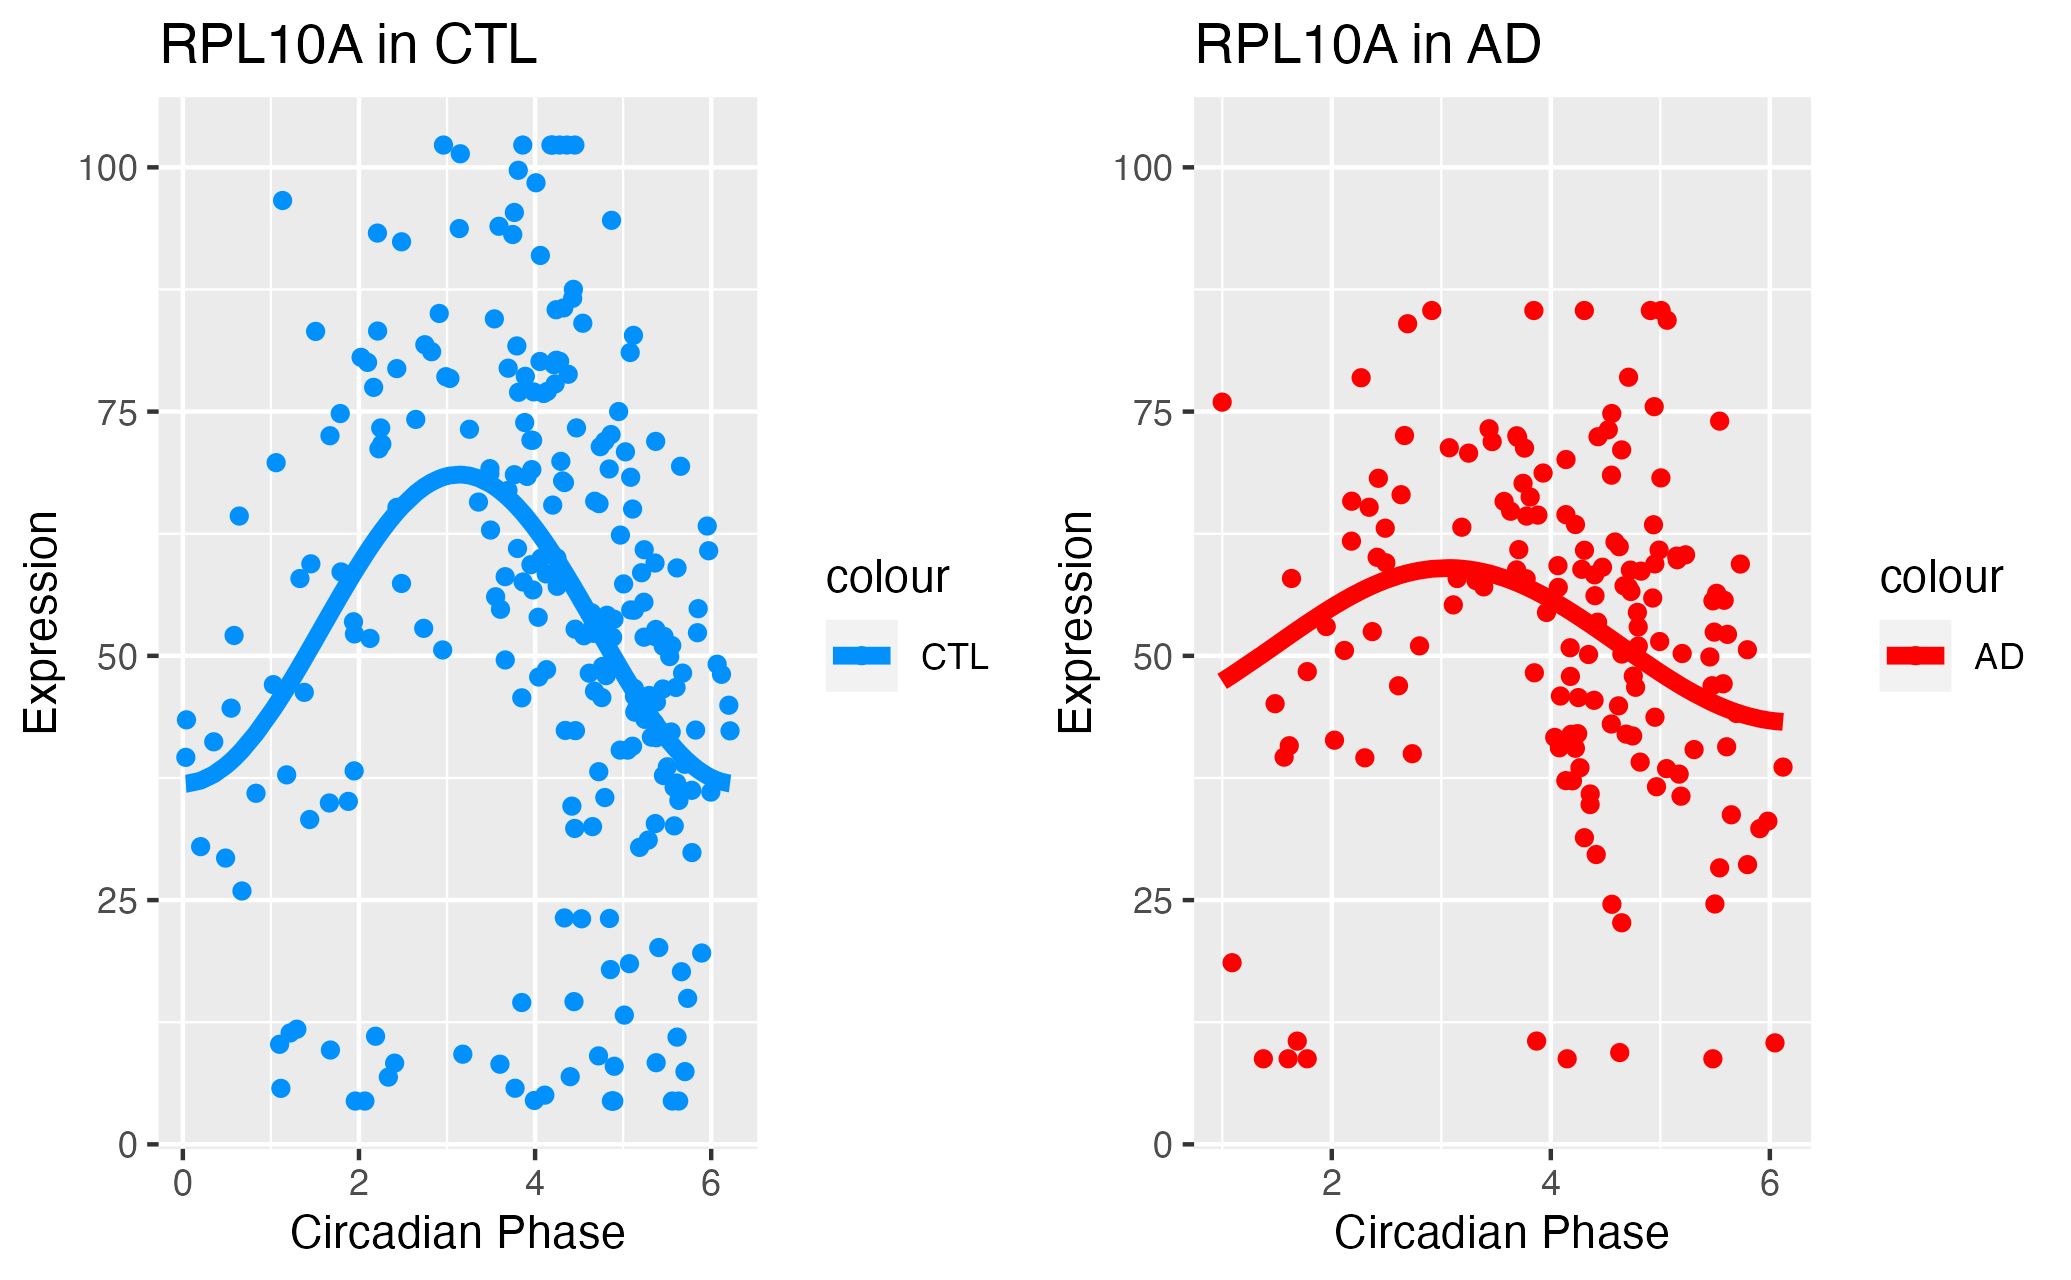 RPL10A in CTL
100
75
50
25
0
Expression
0 2 4 6
Circadian Phase
colour
CTL
RPL10A in AD
100
75
50
25
0
Expression
2 4 6
Circadian Phase
colour
AD